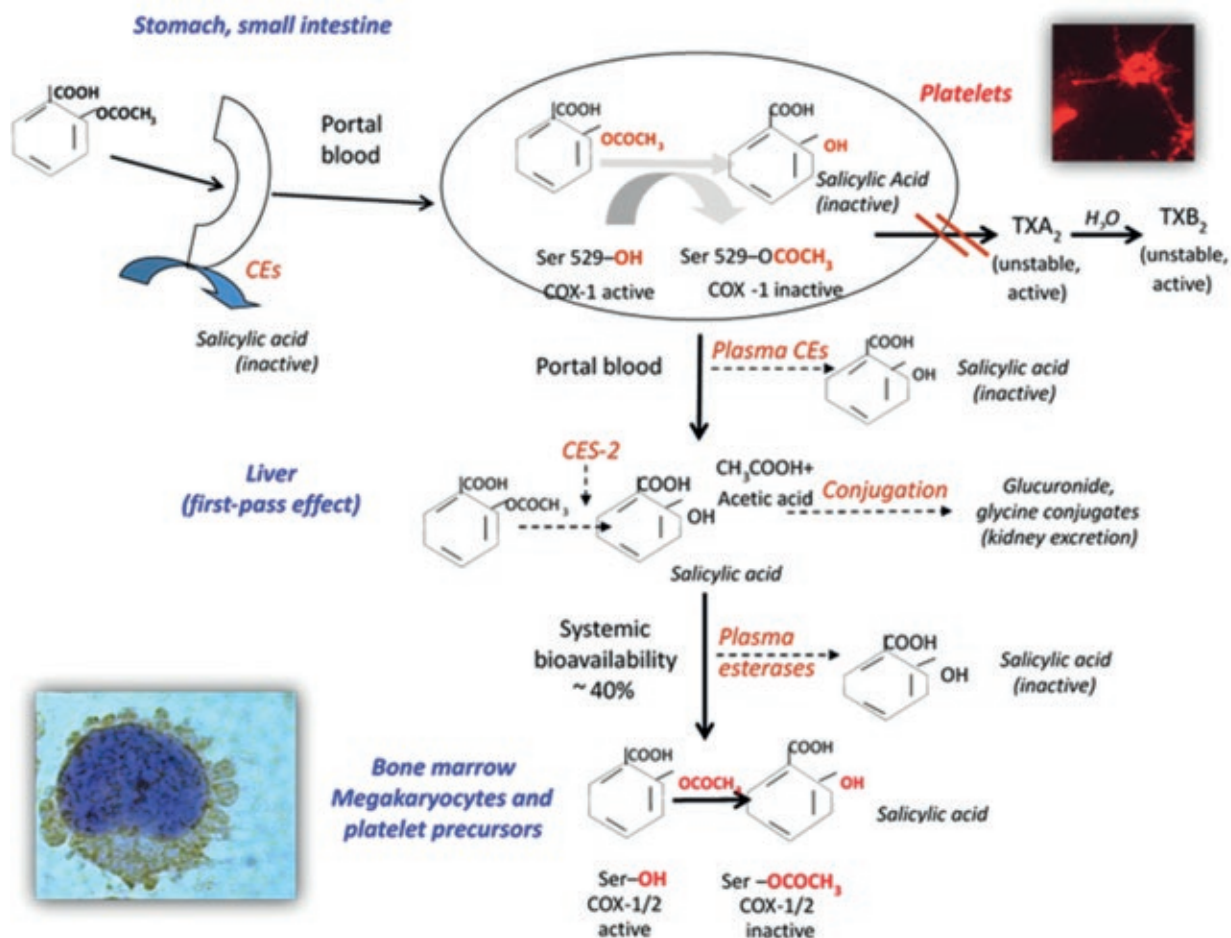 Stomach, small intestine
COOH
OCOCH₃
CEs
Salicylic acid
(inactive)
Portal
blood
COOH
OCOCH₃
COOH
OH
Salicylic Acid
(inactive)
Ser 529–OH
COX-1 active
Ser 529–OCOCH₃
COX -1 inactive
Platelets
TXA₂
(unstable,
active)
H₂O
TXB₂
(unstable,
active)
Portal blood
Plasma CEs
COOH
OH
Salicylic acid
(inactive)
Liver
(first-pass effect)
COOH
OCOCH₃
CES-2
COOH
OH
Salicylic acid
CH₃COOH+
Acetic acid
Conjugation
Glucuronide,
glycine conjugates
(kidney excretion)
Systemic
bioavailability
~ 40%
Plasma
esterases
COOH
OH
Salicylic acid
(inactive)
Bone marrow
Megakaryocytes and
platelet precursors
COOH
OCOCH₃
COOH
OH
Salicylic acid
Ser–OH
COX-1/2
active
Ser –OCOCH₃
COX-1/2
inactive